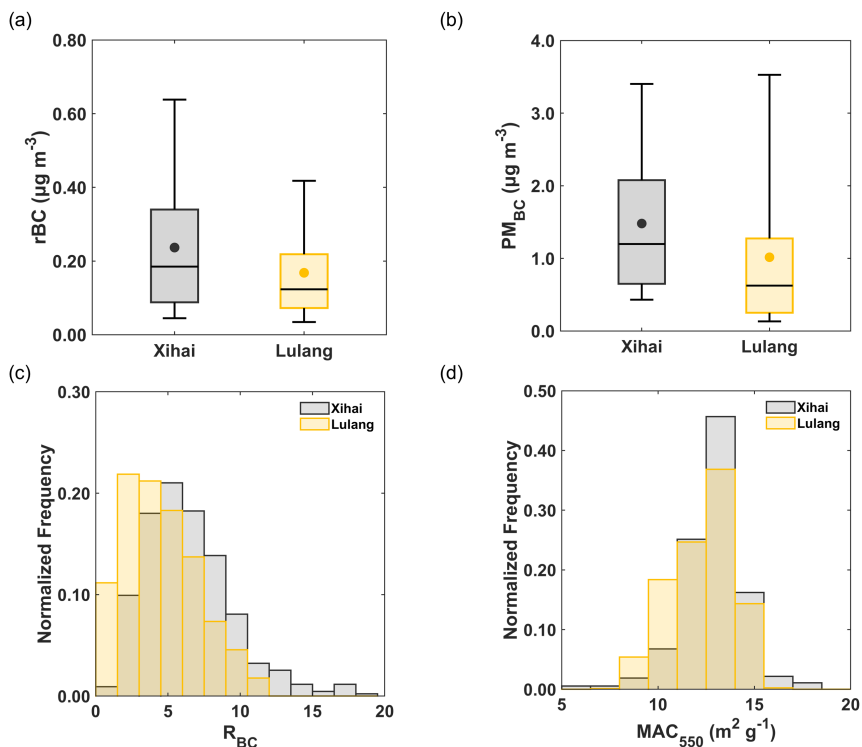 (a)
0.80
0.60
0.40
0.20
0.00
rBC (µg m⁻³)
Xihai
Lulang
(b)
4.0
3.0
2.0
1.0
0.0
PM_BC (µg m⁻³)
Xihai
Lulang
(c)
0.30
0.20
0.10
0.00
Normalized Frequency
Xihai
Lulang
0
5
10
15
20
R_BC
(d)
0.50
0.40
0.30
0.20
0.10
0.00
Normalized Frequency
Xihai
Lulang
5
10
15
20
MAC₅₅₀ (m² g⁻¹)